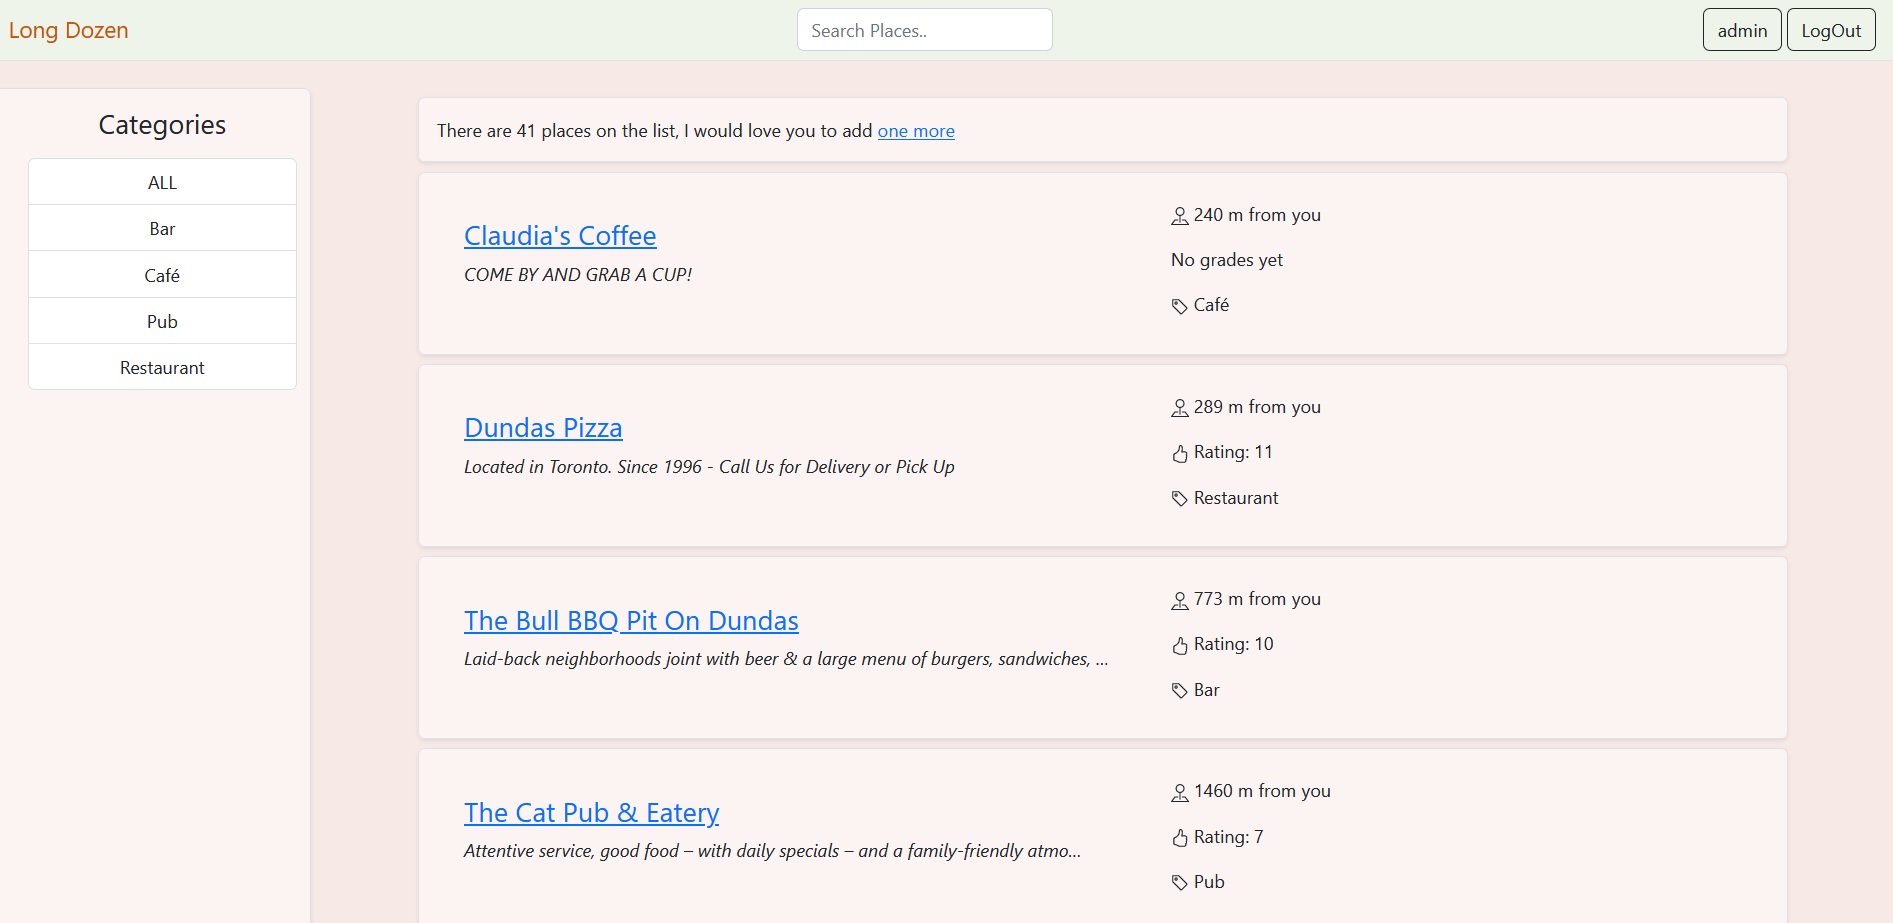 Long Dozen
Search Places..
admin
LogOut
Categories
ALL
Bar
Café
Pub
Restaurant
There are 41 places on the list, I would love you to add one more
Claudia's Coffee
COME BY AND GRAB A CUP!
240 m from you
No grades yet
Café
Dundas Pizza
Located in Toronto. Since 1996 - Call Us for Delivery or Pick Up
289 m from you
Rating: 11
Restaurant
The Bull BBQ Pit On Dundas
Laid-back neighborhoods joint with beer & a large menu of burgers, sandwiches, ...
773 m from you
Rating: 10
Bar
The Cat Pub & Eatery
Attentive service, good food – with daily specials – and a family-friendly atmo...
1460 m from you
Rating: 7
Pub